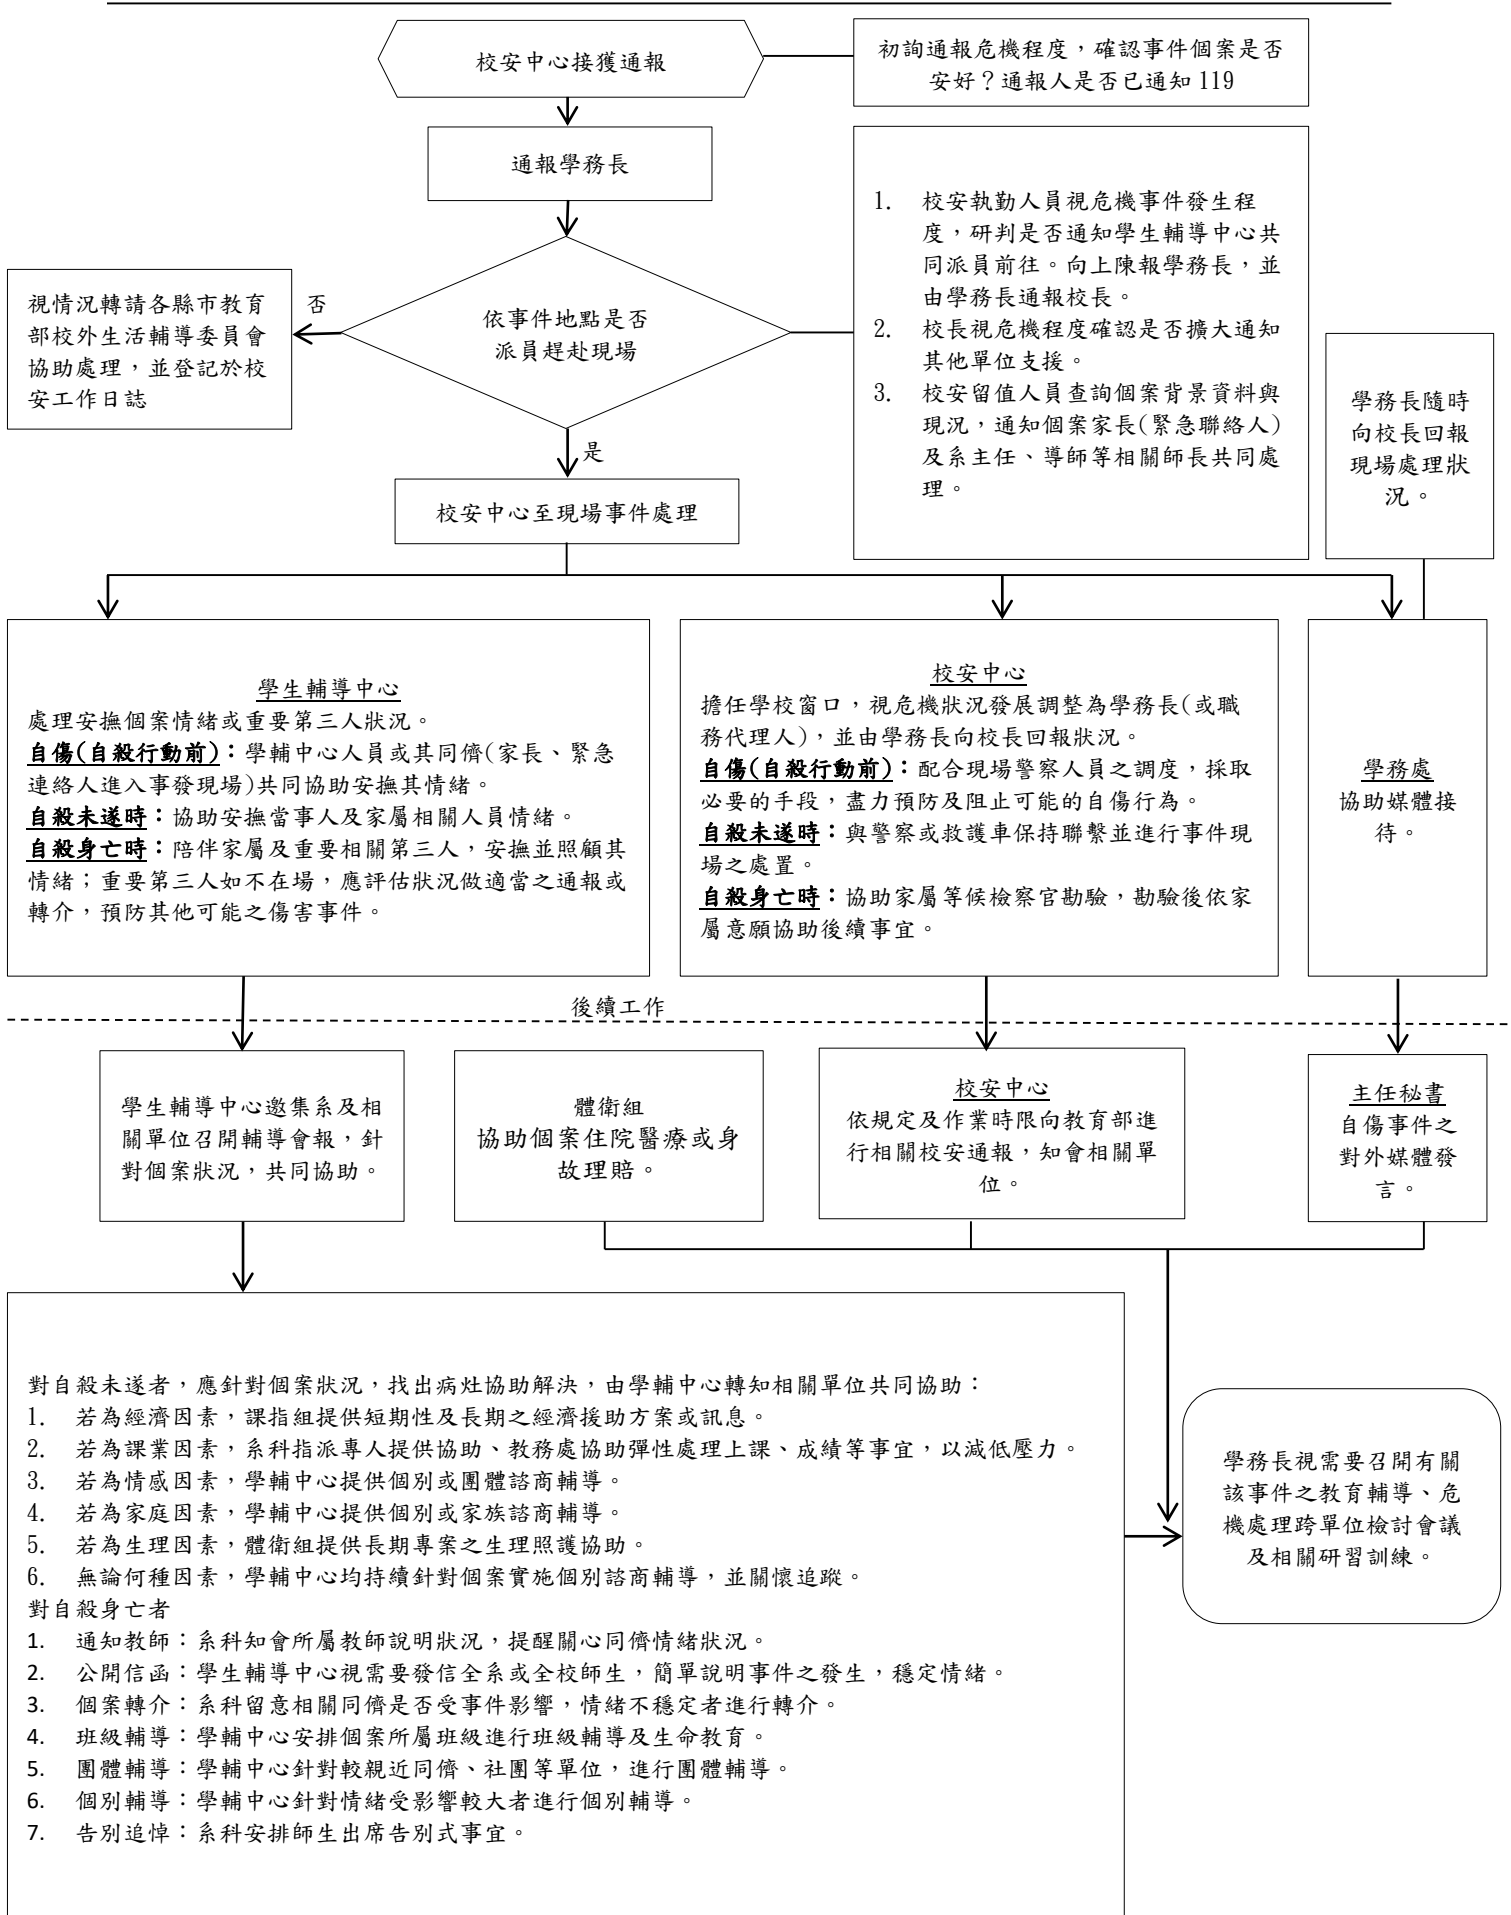 校安中心接獲通報
初詢通報危機程度，確認事件個案是否
安好？通報人是否已通知 119
通報學務長
1. 校安執勤人員視危機事件發生程
度，研判是否通知學生輔導中心共
同派員前往。向上陳報學務長，並
由學務長通報校長。
2. 校長視危機程度確認是否擴大通知
其他單位支援。
3. 校安留值人員查詢個案背景資料與
現況，通知個案家長(緊急聯絡人)
及系主任、導師等相關師長共同處
理。
依事件地點是否
派員趕赴現場
否
視情況轉請各縣市教育
部校外生活輔導委員會
協助處理，並登記於校
安工作日誌
是
學務長隨時
向校長回報
現場處理狀
況。
校安中心至現場事件處理
學生輔導中心
處理安撫個案情緒或重要第三人狀況。
自傷(自殺行動前)：學輔中心人員或其同儕(家長、緊急
連絡人進入事發現場)共同協助安撫其情緒。
自殺未遂時：協助安撫當事人及家屬相關人員情緒。
自殺身亡時：陪伴家屬及重要相關第三人，安撫並照顧其
情緒；重要第三人如不在場，應評估狀況做適當之通報或
轉介，預防其他可能之傷害事件。
校安中心
擔任學校窗口，視危機狀況發展調整為學務長(或職
務代理人)，並由學務長向校長回報狀況。
自傷(自殺行動前)：配合現場警察人員之調度，採取
必要的手段，盡力預防及阻止可能的自傷行為。
自殺未遂時：與警察或救護車保持聯繫並進行事件現
場之處置。
自殺身亡時：協助家屬等候檢察官勘驗，勘驗後依家
屬意願協助後續事宜。
學務處
協助媒體接
待。
後續工作
學生輔導中心邀集系及相
關單位召開輔導會報，針
對個案狀況，共同協助。
體衛組
協助個案住院醫療或身
故理賠。
校安中心
依規定及作業時限向教育部進
行相關校安通報，知會相關單
位。
主任秘書
自傷事件之
對外媒體發
言。
對自殺未遂者，應針對個案狀況，找出病灶協助解決，由學輔中心轉知相關單位共同協助：
1. 若為經濟因素，課指組提供短期性及長期之經濟援助方案或訊息。
2. 若為課業因素，系科指派專人提供協助、教務處協助彈性處理上課、成績等事宜，以減低壓力。
3. 若為情感因素，學輔中心提供個別或團體諮商輔導。
4. 若為家庭因素，學輔中心提供個別或家族諮商輔導。
5. 若為生理因素，體衛組提供長期專案之生理照護協助。
6. 無論何種因素，學輔中心均持續針對個案實施個別諮商輔導，並關懷追蹤。
對自殺身亡者
1. 通知教師：系科知會所屬教師說明狀況，提醒關心同儕情緒狀況。
2. 公開信函：學生輔導中心視需要發信全系或全校師生，簡單說明事件之發生，穩定情緒。
3. 個案轉介：系科留意相關同儕是否受事件影響，情緒不穩定者進行轉介。
4. 班級輔導：學輔中心安排個案所屬班級進行班級輔導及生命教育。
5. 團體輔導：學輔中心針對較親近同儕、社團等單位，進行團體輔導。
6. 個別輔導：學輔中心針對情緒受影響較大者進行個別輔導。
7. 告別追悼：系科安排師生出席告別式事宜。
學務長視需要召開有關
該事件之教育輔導、危
機處理跨單位檢討會議
及相關研習訓練。